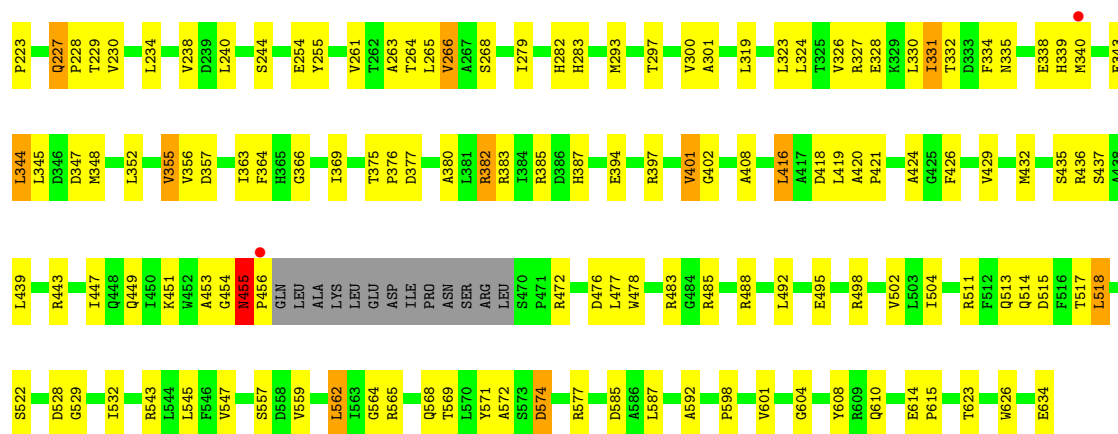 P223 Q227 P228 T229 V230 L234 V238 D239 L240 S244 E254 Y255 V261 T262 A263 T264 L265 V266 A267 S268 I279 H282 H283 M293 T297 V300 A301 L319 L323 L324 T325 V326 R327 E328 K329 L330 I331 T332 D333 F334 N335 E338 H339 M340
L344 L345 D346 D347 M348 L352 V355 V356 D357 I363 F364 H365 G366 I369 T375 P376 D377 A380 L381 R382 R383 I384 R385 D386 H387 E394 R397 V401 G402 A408 L416 A417 D418 L419 A420 P421 A424 G425 F426 V429 M432 S435 R436 S437
L439 R443 I447 Q448 Q449 I450 K451 W452 A453 G454 N455 P456 GLN LEU ALA LYS LEU GLU ASP ILE PRO ASN SER ARG LEU S470 P471 R472 D476 L477 W478 R483 G484 R485 R488 L492 E495 R498 V502 L503 I504 R511 F512 Q513 Q514 D515 F516 T517 L518
S522 D528 G529 I532 R543 L544 L545 F546 V547 S557 D558 V559 L562 I563 G564 R565 Q568 T569 L570 Y571 A572 S573 D574 R577 D585 A586 L587 A592 P598 V601 G604 Y608 R609 Q610 E614 P615 T623 W626 E634